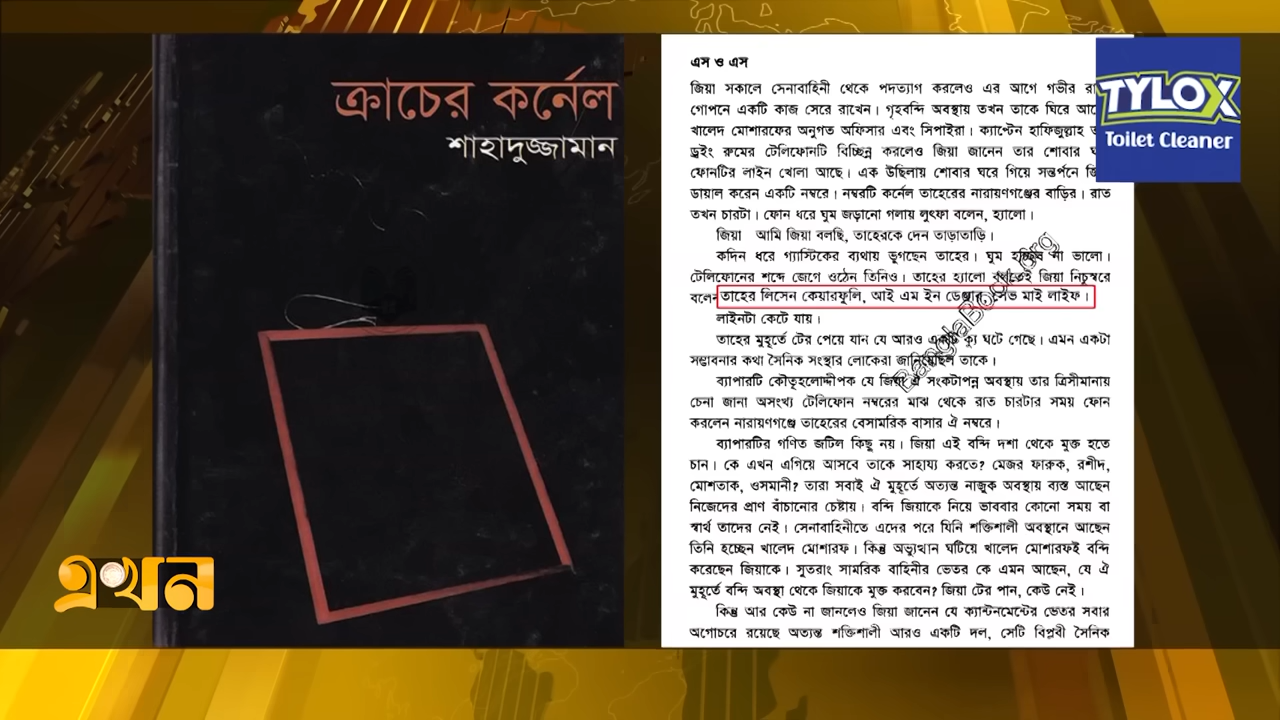 ক্রাচের কর্নেল
শাহাদুজ্জামান
এখন
TYLOX
Toilet Cleaner
এস ও এস
জিয়া সকালে সেনাবাহিনী থেকে পদত্যাগ করলেও এর আগে গভীর
গোপনে একটি কাজ সেরে রাখেন। গৃহবন্দি অবস্থায় তখন তাকে ঘিরে
খালেদ মোশারফের অনুগত অফিসার এবং সিপাইরা। ক্যাপ্টেন হাফিজুল্লাহ
ড্রইং রুমের টেলিফোনটি বিচ্ছিন্ন করলেও জিয়া জানেন তার শোবার
ফোনটির লাইন খোলা আছে। এক উছিলায় শোবার ঘরে গিয়ে সন্তর্পনে
ডায়াল করেন একটি নম্বরে। নম্বরটি কর্নেল তাহেরের নারায়ণগঞ্জের বাড়ির। রাত
তখন চারটা। ফোন ধরে ঘুম জড়ানো গলায় লুৎফা বলেন, হ্যালো।
জিয়া আমি জিয়া বলছি, তাহেরকে দেন তাড়াতাড়ি।
কদিন ধরে গ্যাস্টিকের ব্যথায় ভুগছেন তাহের। ঘুম হচ্ছিল না ভালো।
টেলিফোনের শব্দে জেগে ওঠেন তিনিও। তাহের হ্যালো বলতেই জিয়া নিচুস্বরে
বলেন তাহের লিসেন কেয়ারফুলি, আই এম ইন ডেঞ্জার, সেভ মাই লাইফ।
লাইনটা কেটে যায়।
তাহের মুহূর্তে টের পেয়ে যান যে আরও একটি ক্যু ঘটে গেছে। এমন একটা
সম্ভাবনার কথা সৈনিক সংস্থার লোকেরা জানিয়েছিল তাকে।
ব্যাপারটি কৌতূহলোদ্দীপক যে জিয়া ঐ সংকটাপন্ন অবস্থায় তার ত্রিসীমানায়
চেনা জানা অসংখ্য টেলিফোন নম্বরের মাঝ থেকে রাত চারটার সময় ফোন
করলেন নারায়ণগঞ্জে তাহেরের বেসামরিক বাসার ঐ নম্বরে।
ব্যাপারটির গণিত জটিল কিছু নয়। জিয়া এই বন্দি দশা থেকে মুক্ত হতে
চান। কে এখন এগিয়ে আসবে তাকে সাহায্য করতে? মেজর ফারুক, রশীদ,
মোশতাক, ওসমানী? তারা সবাই ঐ মুহূর্তে অত্যন্ত নাজুক অবস্থায় ব্যস্ত আছেন
নিজেদের প্রাণ বাঁচানোর চেষ্টায়। বন্দি জিয়াকে নিয়ে ভাববার কোনো সময় বা
স্বার্থ তাদের নেই। সেনাবাহিনীতে এদের পরে যিনি শক্তিশালী অবস্থানে আছেন
তিনি হচ্ছেন খালেদ মোশারফ। কিন্তু অভ্যুত্থান ঘটিয়ে খালেদ মোশারফই বন্দি
করেছেন জিয়াকে। সুতরাং সামরিক বাহিনীর ভেতর কে এমন আছেন, যে ঐ
মুহূর্তে বন্দি অবস্থা থেকে জিয়াকে মুক্ত করবেন? জিয়া টের পান, কেউ নেই।
কিন্তু আর কেউ না জানলেও জিয়া জানেন যে ক্যান্টনমেন্টের ভেতর সবার
অগোচরে রয়েছে অত্যন্ত শক্তিশালী আরও একটি দল, সেটি বিপ্লবী সৈনিক
BanglaBook.org